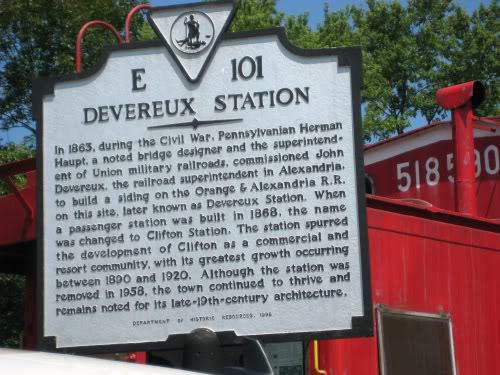 E 101
DEVEREUX STATION
In 1863, during the Civil War, Pennsylvanian Herman
Haupt, a noted bridge designer and the superintend-
ent of Union military railroads, commissioned John
Devereux, the railroad superintendent in Alexandria,
to build a siding on the Orange & Alexandria R.R.
on this site, later known as Devereux Station. When
a passenger station was built in 1868, the name
was changed to Clifton Station. The station spurred
the development of Clifton as a commercial and
resort community, with its greatest growth occurring
between 1890 and 1920. Although the station was
removed in 1958, the town continued to thrive and
remains noted for its late-19th-century architecture.
DEPARTMENT OF HISTORIC RESOURCES, 1998
518590